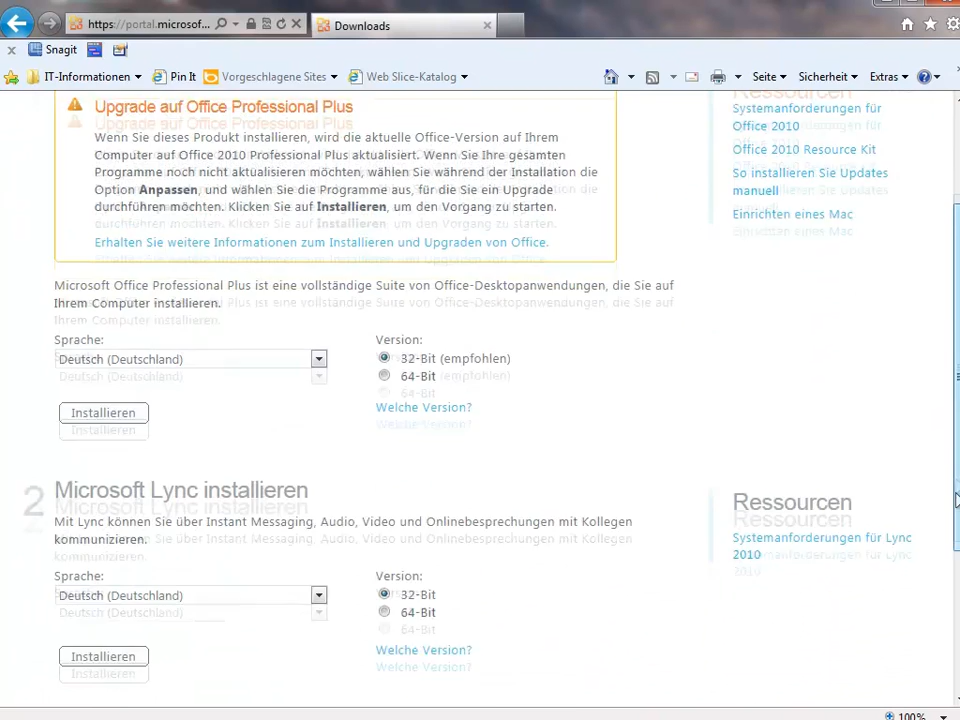 https://portal.microsof...
Downloads
Snagit
IT-Informationen
Pin It
Vorgeschlagene Sites
Web Slice-Katalog
Seite
Sicherheit
Extras
Upgrade auf Office Professional Plus
Wenn Sie dieses Produkt installieren, wird die aktuelle Office-Version auf Ihrem
Computer auf Office 2010 Professional Plus aktualisiert. Wenn Sie Ihre gesamten
Programme noch nicht aktualisieren möchten, wählen Sie während der Installation die
Option Anpassen, und wählen Sie die Programme aus, für die Sie ein Upgrade
durchführen möchten. Klicken Sie auf Installieren, um den Vorgang zu starten.
Erhalten Sie weitere Informationen zum Installieren und Upgraden von Office.
Ressourcen
Systemanforderungen für
Office 2010
Office 2010 Resource Kit
So installieren Sie Updates
manuell
Einrichten eines Mac
Microsoft Office Professional Plus ist eine vollständige Suite von Office-Desktopanwendungen, die Sie auf
Ihrem Computer installieren.
Sprache:
Deutsch (Deutschland)
Version:
32-Bit (empfohlen)
64-Bit
Welche Version?
Installieren
2
Microsoft Lync installieren
Mit Lync können Sie über Instant Messaging, Audio, Video und Onlinebesprechungen mit Kollegen
kommunizieren.
Ressourcen
Systemanforderungen für Lync
2010
Sprache:
Deutsch (Deutschland)
Version:
32-Bit
64-Bit
Welche Version?
Installieren
100%